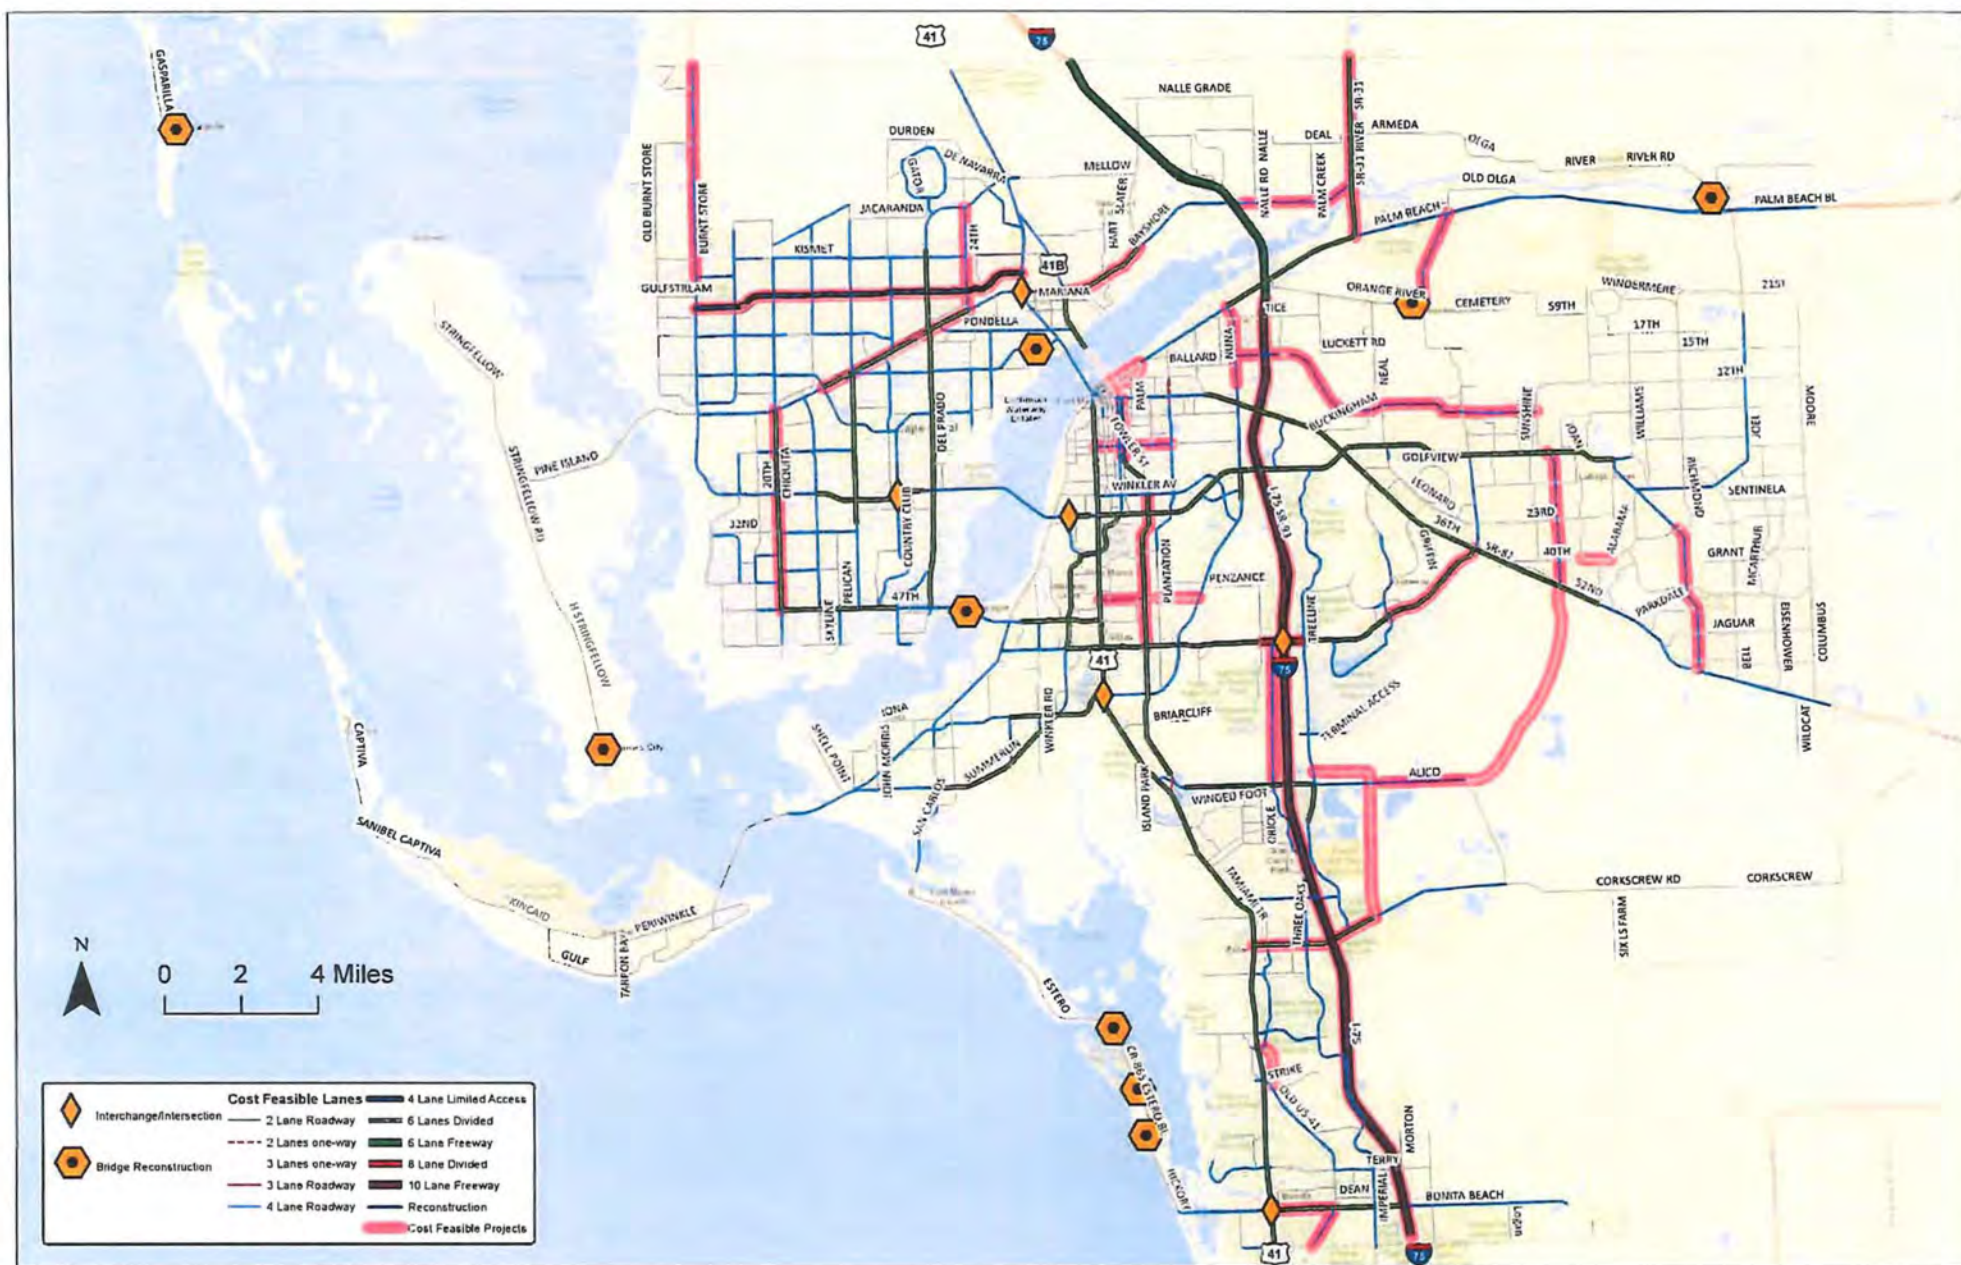 41
75
GASPARILLA
NALLE GRADE
SR-31
DURDEN
DE NAVARRA
GATOR
MELLOW
NALLE RD NALLE
DEAL
ARMEDA
OLGA
RIVER
RIVER RD
SR-31 RIVER
PALM CREEK
OLD OLGA
PALM BEACH
PALM BEACH BL
OLD BURNT STORE
BURNT STORE
JACARANDA
KISMET
24TH
HART
SLATER
BAYSHORE
41B
MARIANA
GULFSTREAM
PONDELLA
TICE
ORANGE RIVER
CEMETERY
59TH
WINDERMERE
21ST
17TH
15TH
12TH
STRINGFELLOW
NUNA
BALLARD
LUCKETT RD
NEAL
PALM
BUCKINGHAM
SUNSHINE
WILLIAMS
JOEL
MOORE
DEL PRADO
FOWLER ST
JOAN
GOLFVIEW
PINE ISLAND
STRINGFELLOW RD
20TH
CHIQUITA
COUNTRY CLUB
WINKLER AV
LEONARD
RICHMOND
SENTINELA
32ND
I-75 SR-93
36TH
23RD
ALABAMA
GRIFFIN
SR-82
40TH
GRANT
MCARTHUR
PELICAN
SKYLINE
47TH
PLANTATION
PENZANCE
52ND
PARKDALE
H STRINGFELLOW
TREELINE
JAGUAR
BELL
EISENHOWER
COLUMBUS
41
75
IONA
SHELL POINT
JOHN MORRIS
WINKLER RD
BRIARCLIFF
TERMINAL ACCESS
WILDCAT
CAPTIVA
SUMMERLIN
SAN CARLOS
ISLAND PARK
WINGED FOOT
ORIOLE
ALICO
SANIBEL CAPTIVA
KINCAID
PERIWINKLE
GULF
TARPON BAY
TAMIAMI TR
THREE OAKS
CORKSCREW RD
CORKSCREW
SIX LS FARM
N
0 2 4 Miles
ESTERO
I-75
CR-865 ESTERO BL
STRIKE
OLD US-41
MORTON
TERRY
HICKORY
DEAN
IMPERIAL
BONITA BEACH
Logan
41
75
Cost Feasible Lanes
Interchange/Intersection
Bridge Reconstruction
2 Lane Roadway
2 Lanes one-way
3 Lanes one-way
3 Lane Roadway
4 Lane Roadway
4 Lane Limited Access
6 Lanes Divided
6 Lane Freeway
8 Lane Divided
10 Lane Freeway
Reconstruction
Cost Feasible Projects